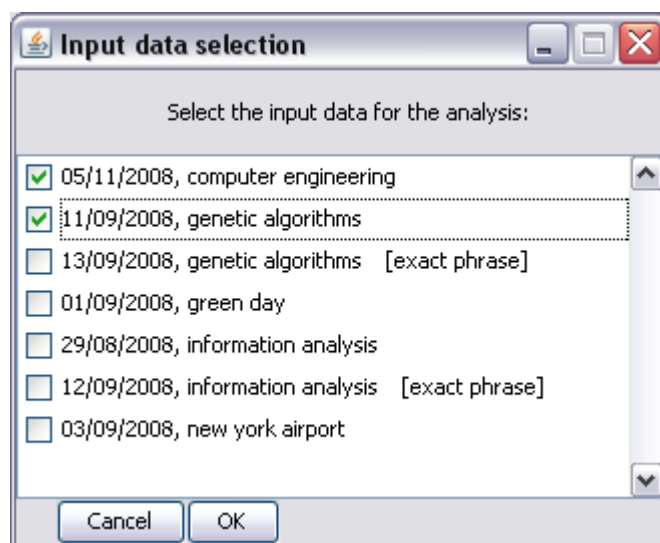 Input data selection
Select the input data for the analysis:
05/11/2008, computer engineering
11/09/2008, genetic algorithms
13/09/2008, genetic algorithms [exact phrase]
01/09/2008, green day
29/08/2008, information analysis
12/09/2008, information analysis [exact phrase]
03/09/2008, new york airport
Cancel OK